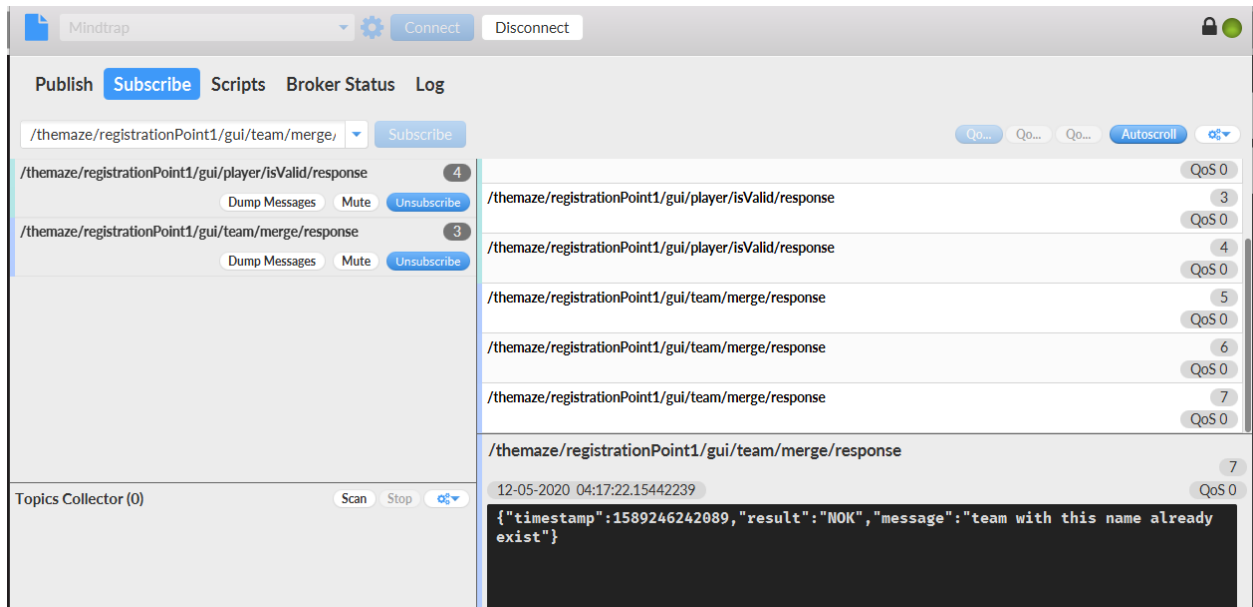 Mindtrap Connect Disconnect
Publish Subscribe Scripts Broker Status Log
/themaze/registrationPoint1/gui/team/merge/ Subscribe Qo... Qo... Qo... Autoscroll
/themaze/registrationPoint1/gui/player/isValid/response 4
Dump Messages Mute Unsubscribe
/themaze/registrationPoint1/gui/team/merge/response 3
Dump Messages Mute Unsubscribe
QoS 0
/themaze/registrationPoint1/gui/player/isValid/response 3
QoS 0
/themaze/registrationPoint1/gui/player/isValid/response 4
QoS 0
/themaze/registrationPoint1/gui/team/merge/response 5
QoS 0
/themaze/registrationPoint1/gui/team/merge/response 6
QoS 0
/themaze/registrationPoint1/gui/team/merge/response 7
QoS 0
Topics Collector (0) Scan Stop
/themaze/registrationPoint1/gui/team/merge/response
7
12-05-2020 04:17:22.15442239 QoS 0
{"timestamp":1589246242089,"result":"NOK","message":"team with this name already
exist"}